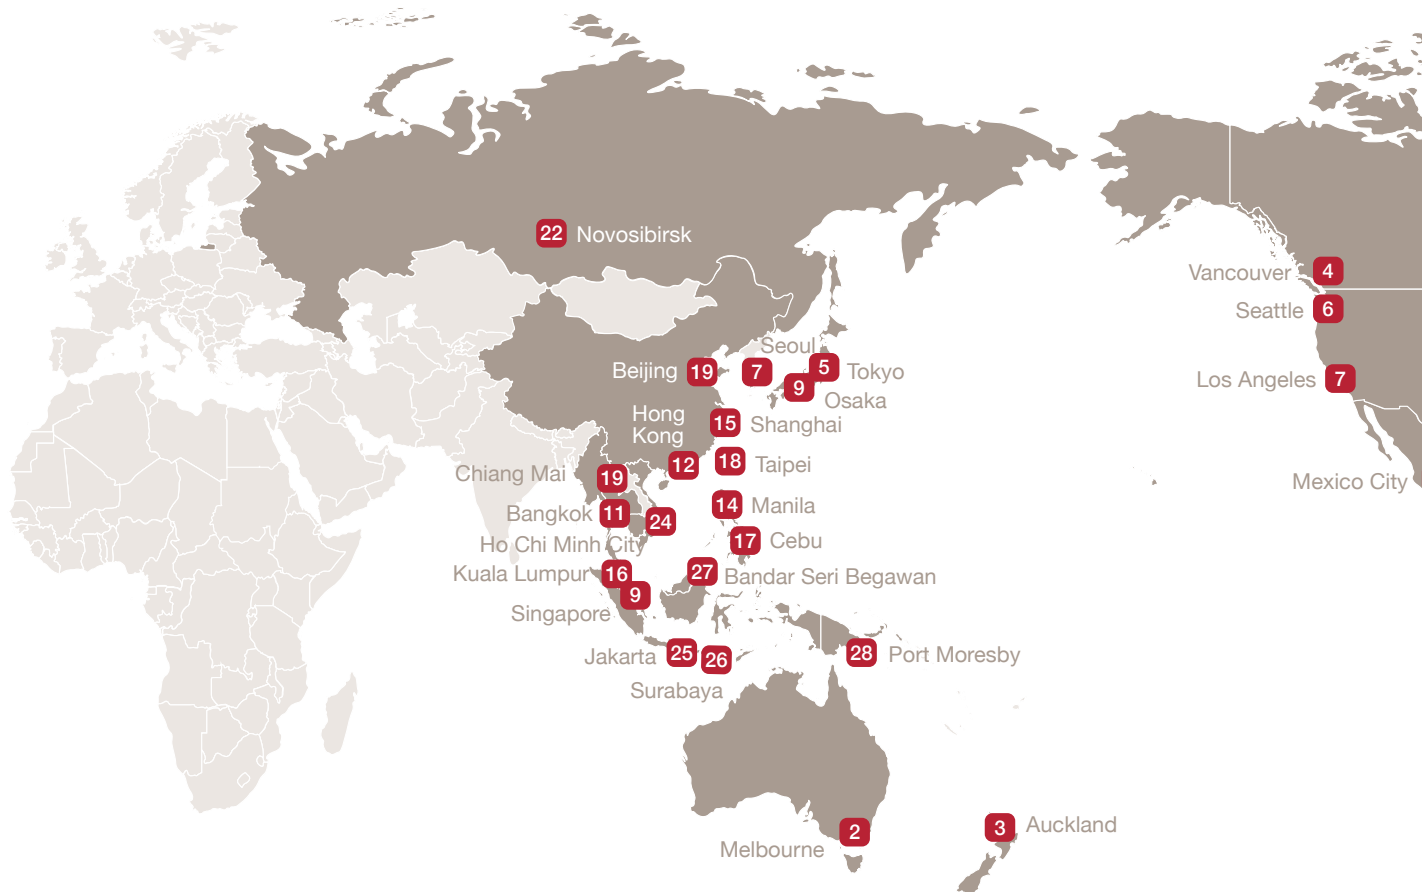 22 Novosibirsk
Vancouver 4
Seattle 6
Seoul
Beijing 19
7
5 Tokyo
Los Angeles 7
9
Osaka
Hong
Kong
15 Shanghai
12
18 Taipei
Chiang Mai 19
Mexico City
14 Manila
Bangkok 11
24
Ho Chi Minh City
17 Cebu
Kuala Lumpur 16
27 Bandar Seri Begawan
9
Singapore
Jakarta 25
26
28 Port Moresby
Surabaya
3 Auckland
2
Melbourne